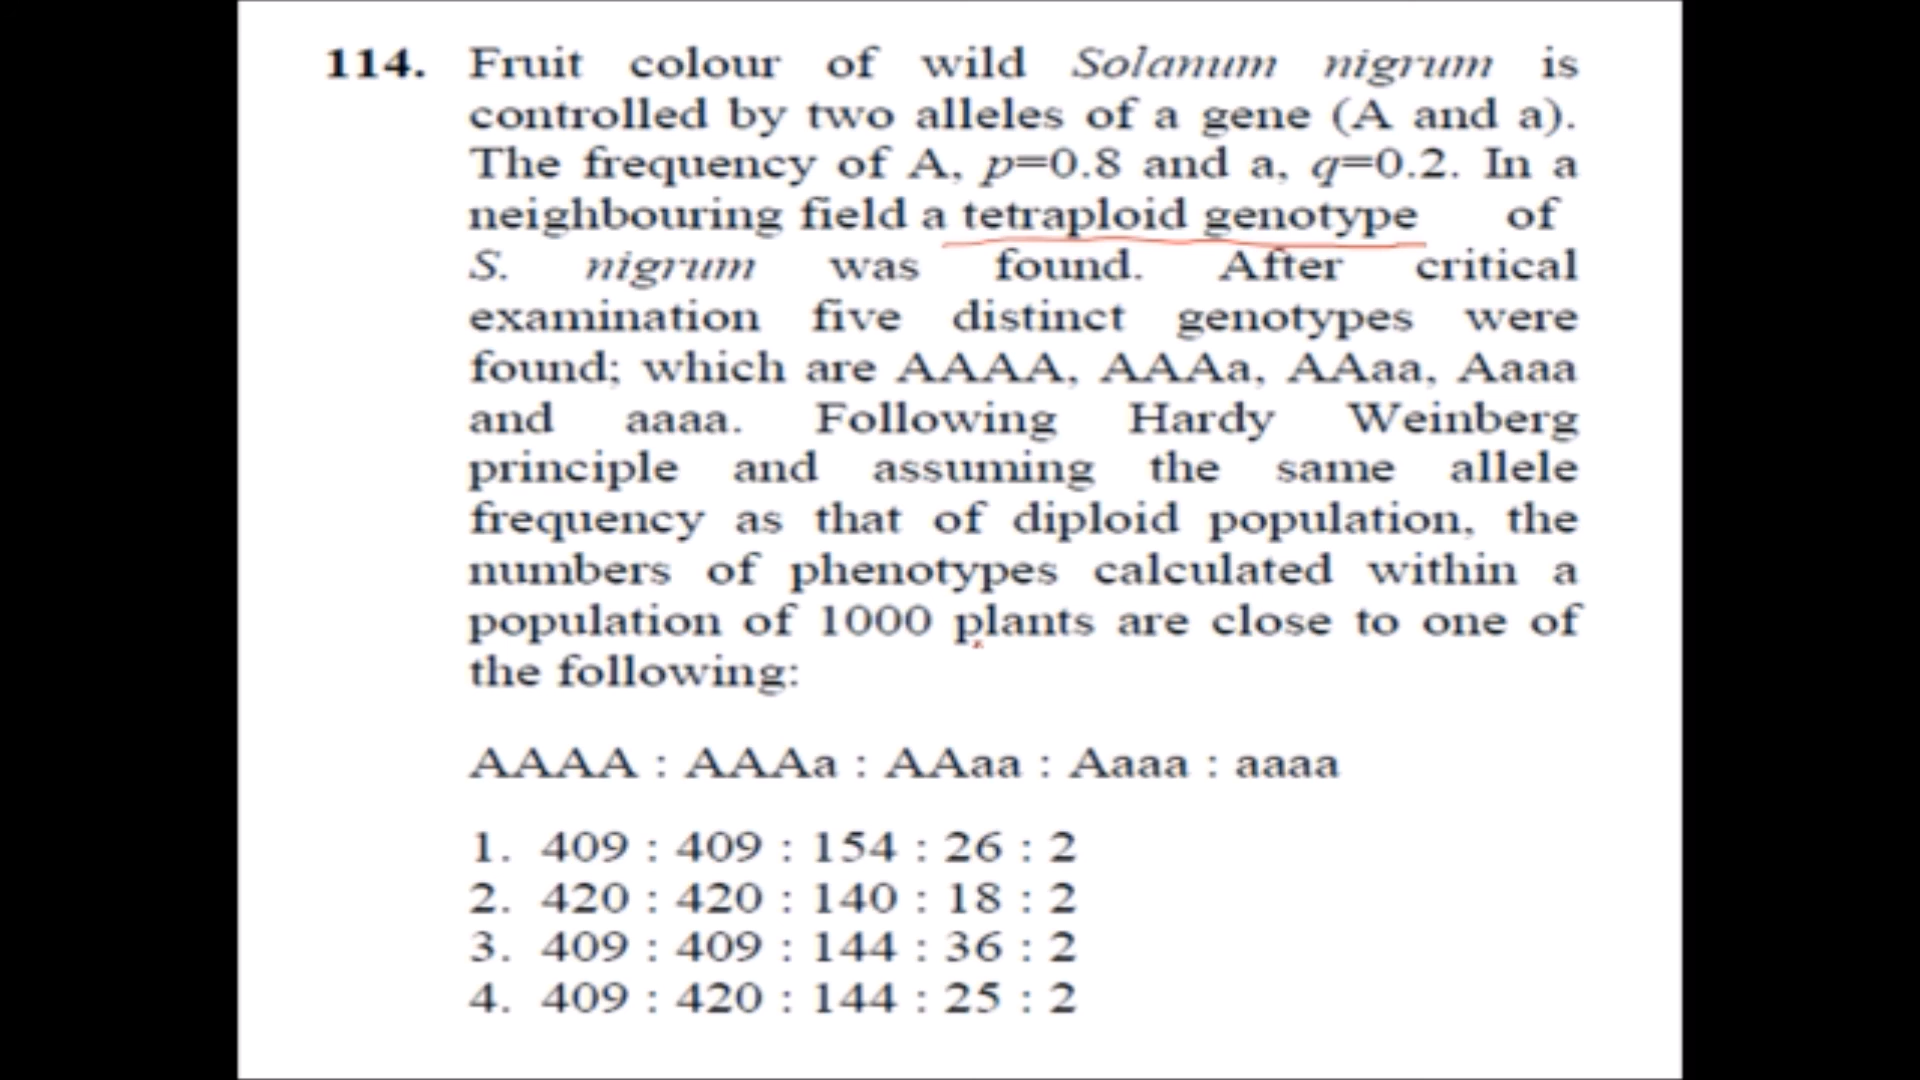 114. Fruit colour of wild Solanum nigrum is
controlled by two alleles of a gene (A and a).
The frequency of A, p=0.8 and a, q=0.2. In a
neighbouring field a tetraploid genotype of
S. nigrum was found. After critical
examination five distinct genotypes were
found; which are AAAA, AAAa, AAaa, Aaaa
and aaaa. Following Hardy Weinberg
principle and assuming the same allele
frequency as that of diploid population, the
numbers of phenotypes calculated within a
population of 1000 plants are close to one of
the following:
AAAA : AAAa : AAaa : Aaaa : aaaa
1. 409 : 409 : 154 : 26 : 2
2. 420 : 420 : 140 : 18 : 2
3. 409 : 409 : 144 : 36 : 2
4. 409 : 420 : 144 : 25 : 2